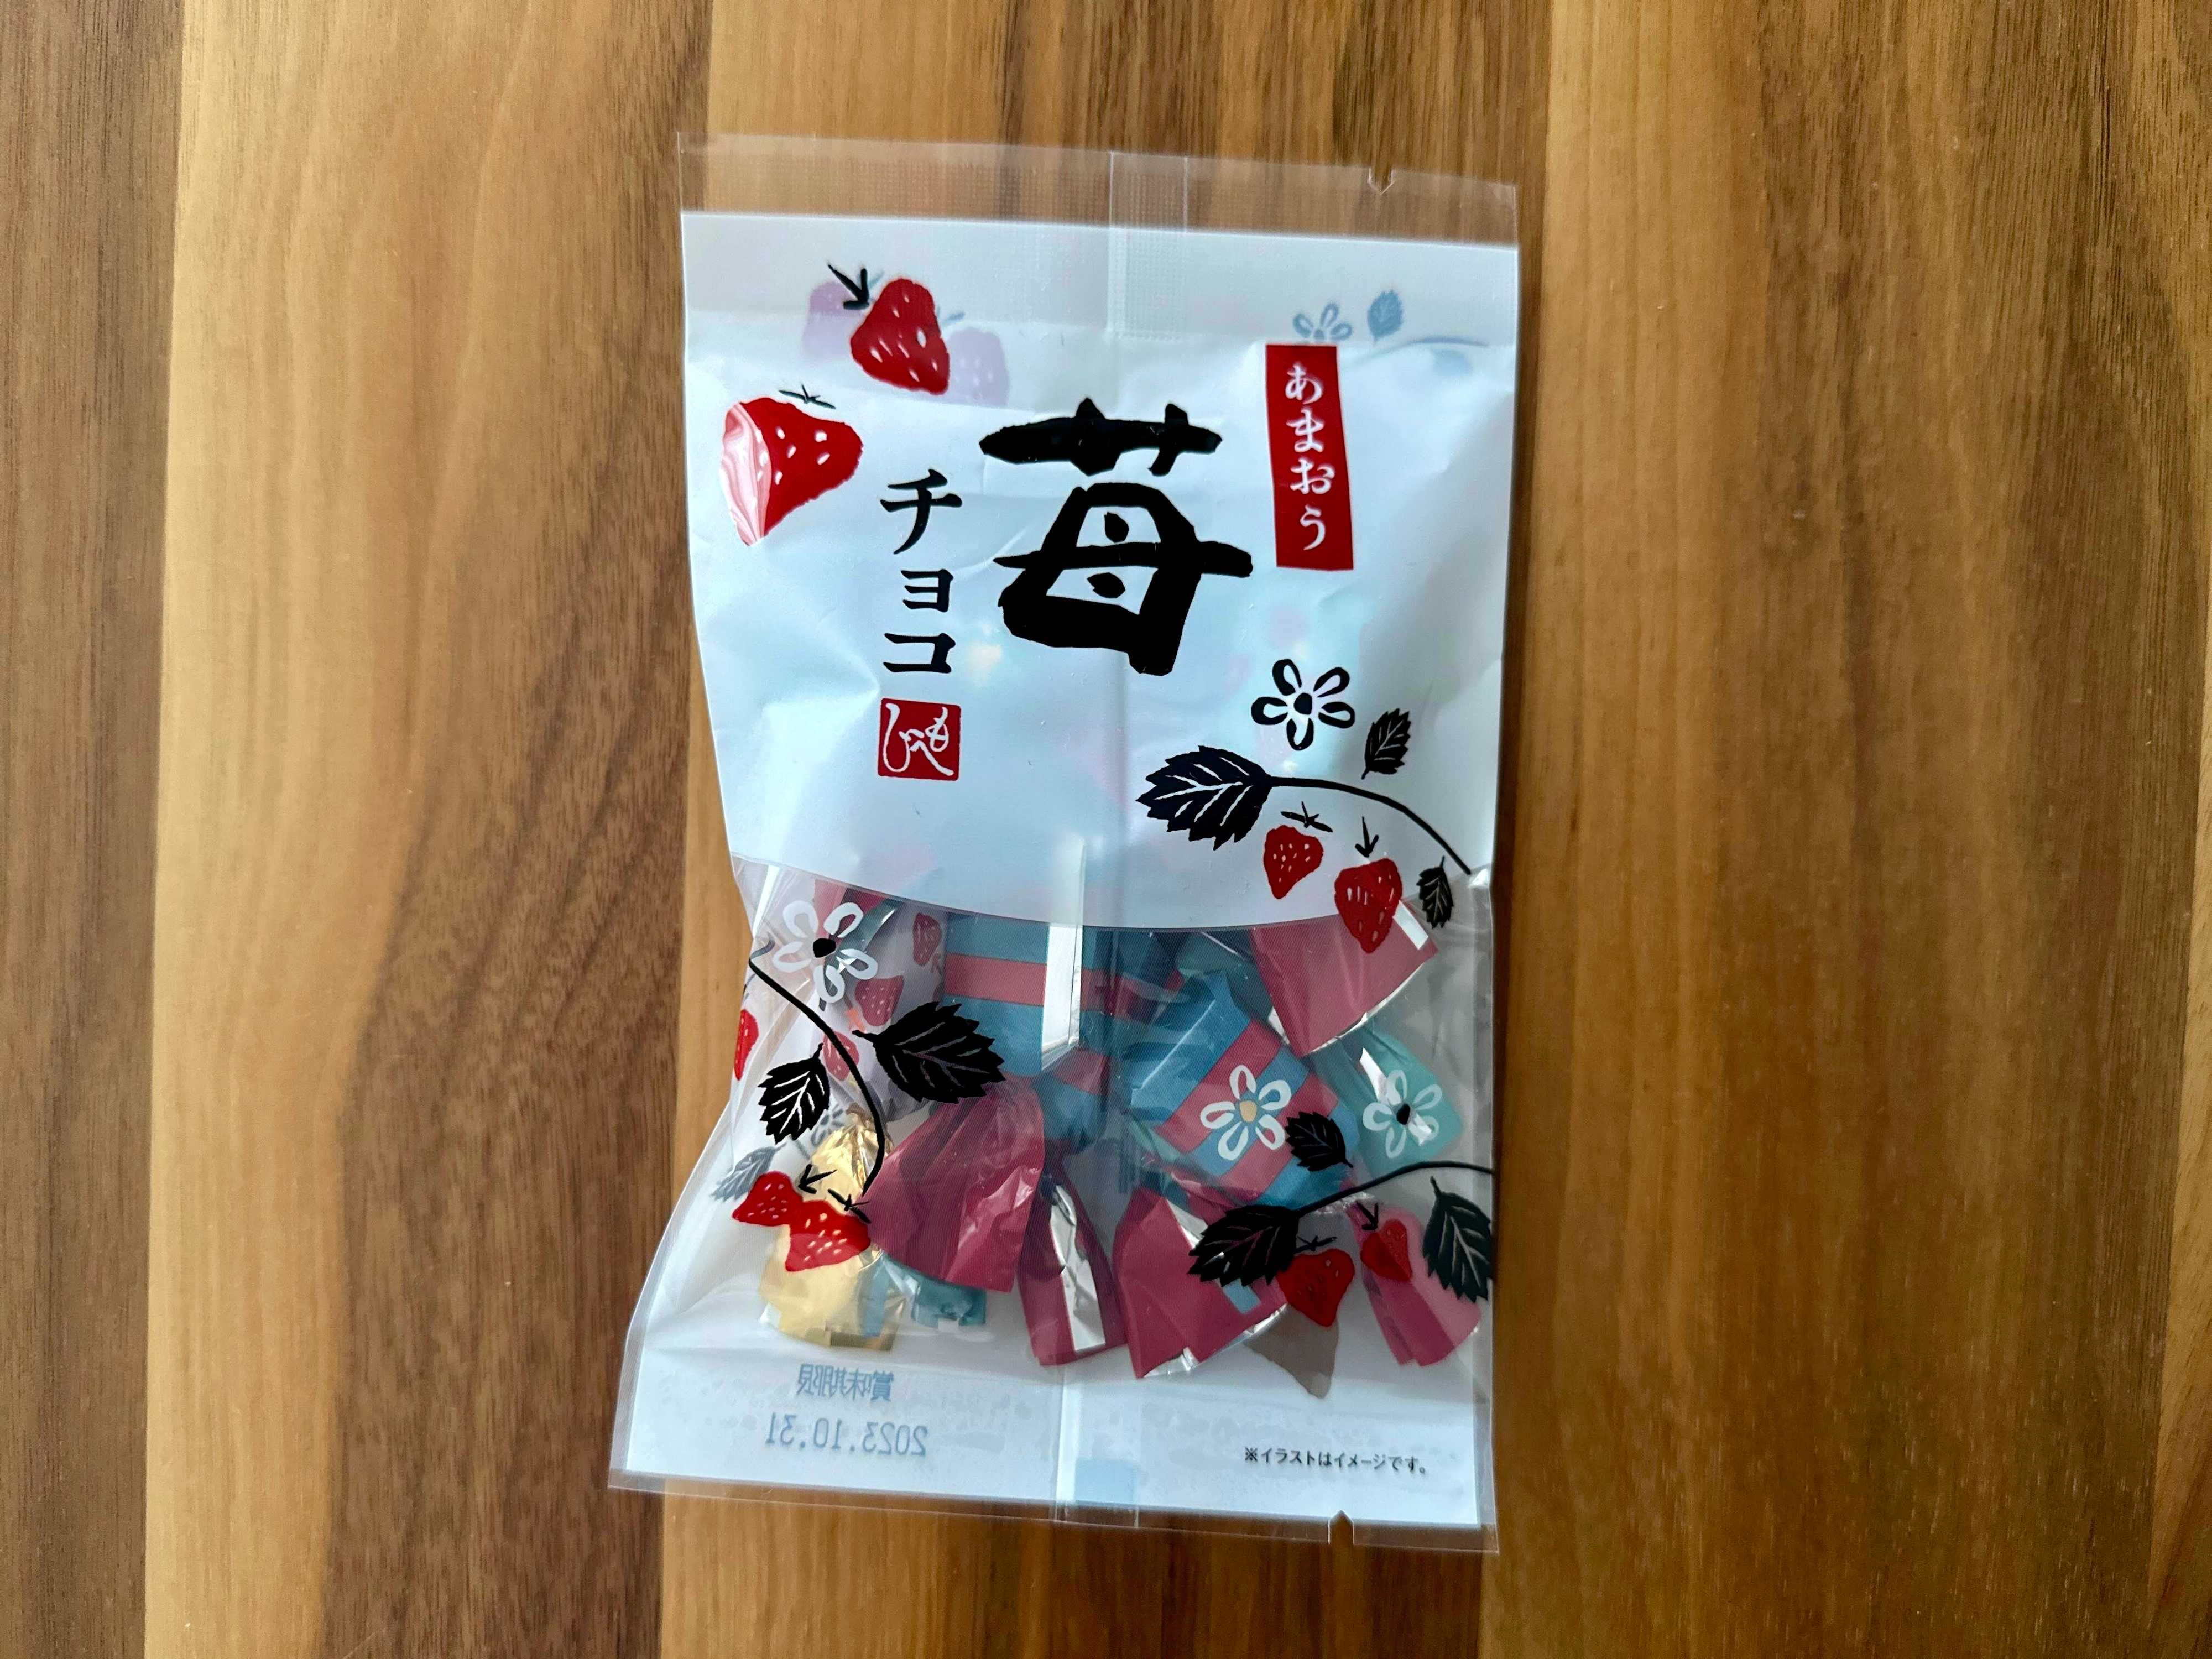 あまおう
苺
チョコ
もへじ
賞味期限
2023.10.31
※イラストはイメージです。